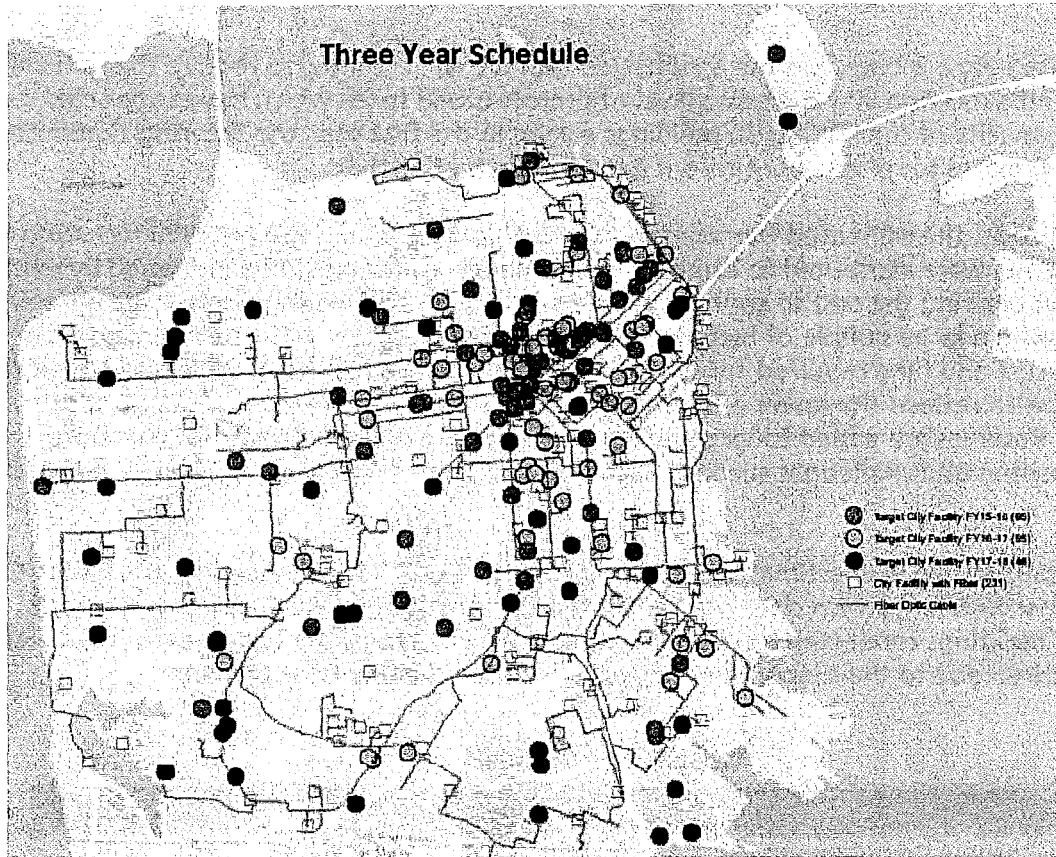 Three Year Schedule
Target City Facility FY15-16 (65)
Target City Facility FY16-17 (65)
Target City Facility FY17-18 (46)
City Facility with Fiber (231)
Fiber Optic Cable